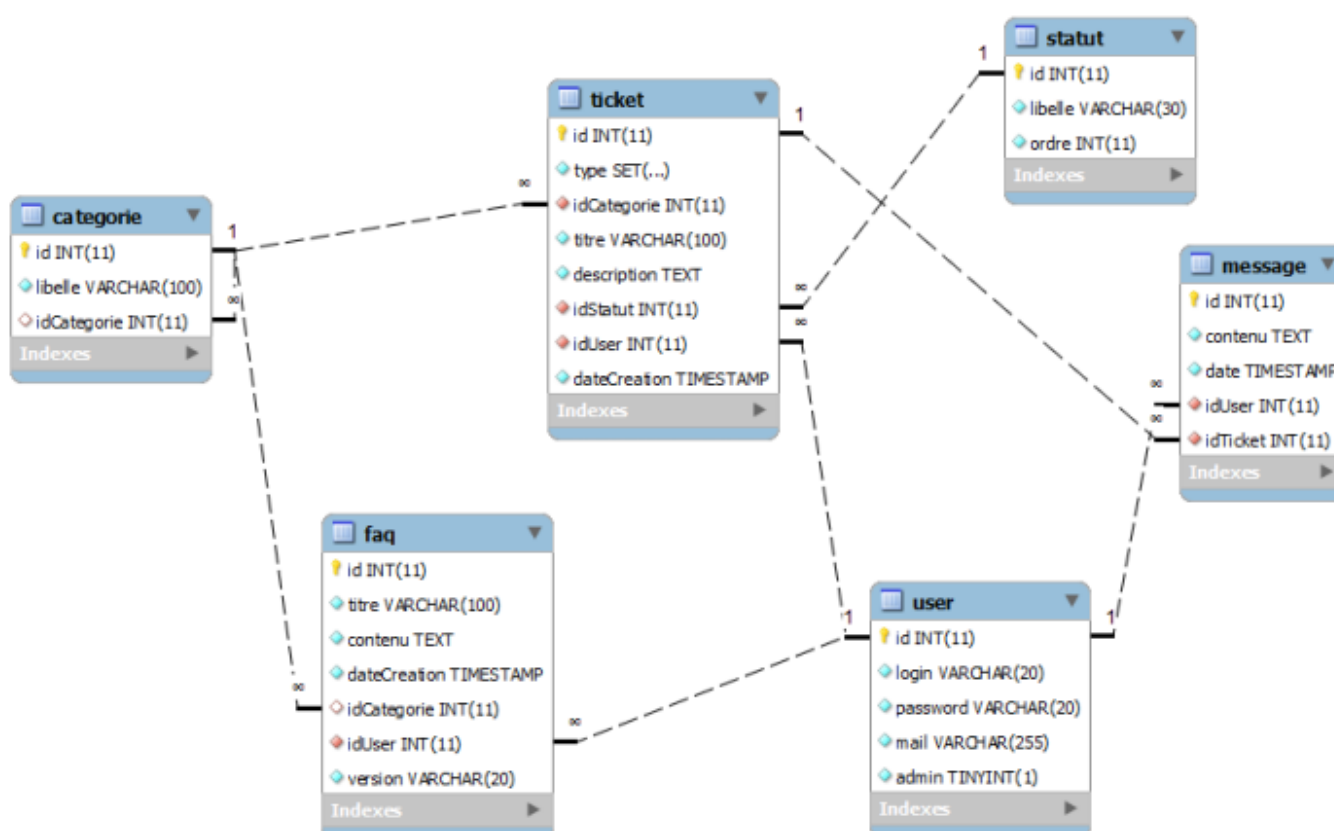 statut
id INT(11)
libelle VARCHAR(30)
ordre INT(11)
Indexes
1
ticket
id INT(11)
type SET(...)
idCategorie INT(11)
titre VARCHAR(100)
description TEXT
idStatut INT(11)
idUser INT(11)
dateCreation TIMESTAMP
Indexes
1
∞
∞
∞
categorie
id INT(11)
libelle VARCHAR(100)
idCategorie INT(11)
Indexes
1
∞
message
id INT(11)
contenu TEXT
date TIMESTAMP
idUser INT(11)
idTicket INT(11)
Indexes
∞
∞
faq
id INT(11)
titre VARCHAR(100)
contenu TEXT
dateCreation TIMESTAMP
idCategorie INT(11)
idUser INT(11)
version VARCHAR(20)
Indexes
∞
∞
user
id INT(11)
login VARCHAR(20)
password VARCHAR(20)
mail VARCHAR(255)
admin TINYINT(1)
Indexes
1
1